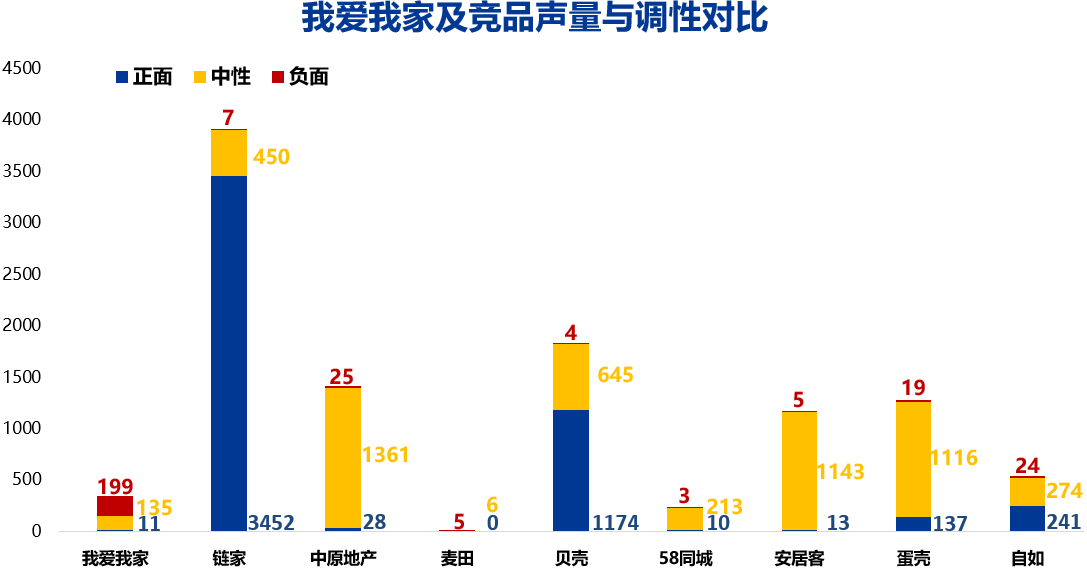 我爱我家及竞品声量与调性对比
正面 中性 负面
4500
4000
3500
3000
2500
2000
1500
1000
500
0
199 135 11
7 450 3452
25 1361 28
5 6 0
4 645 1174
3 213 10
5 1143 13
19 1116 137
24 274 241
我爱我家 链家 中原地产 麦田 贝壳 58同城 安居客 蛋壳 自如